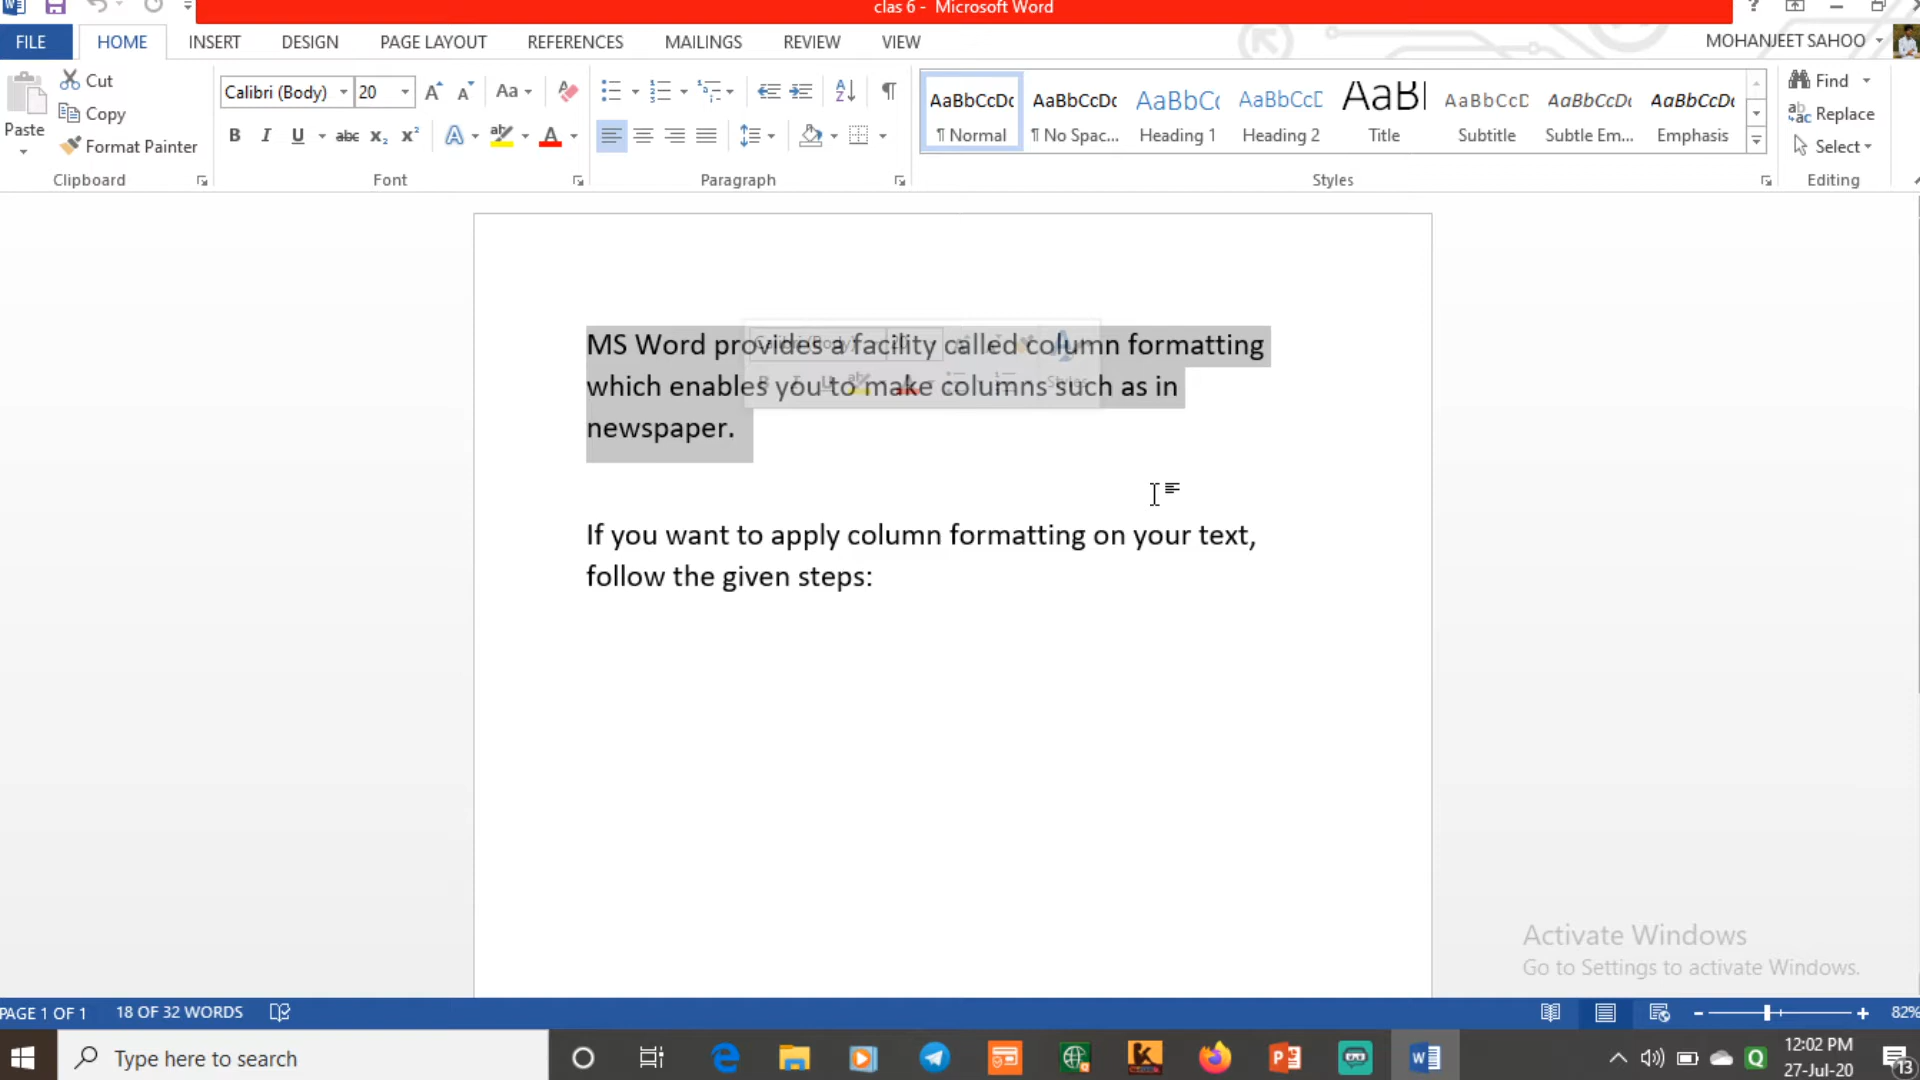 clas 6 - Microsoft Word
FILE HOME INSERT DESIGN PAGE LAYOUT REFERENCES MAILINGS REVIEW VIEW MOHANJEET SAHOO
Paste Cut Copy Format Painter
Clipboard
Calibri (Body) 20
Font
Paragraph
AaBbCcDc AaBbCcDc AaBbCc AaBbCcD AaB AaBbCcD AaBbCcDc AaBbCcDc
¶ Normal ¶ No Spac... Heading 1 Heading 2 Title Subtitle Subtle Em... Emphasis
Styles
Find
Replace
Select
Editing
MS Word provides a facility called column formatting
which enables you to make columns such as in
newspaper.
If you want to apply column formatting on your text,
follow the given steps:
Activate Windows
Go to Settings to activate Windows.
PAGE 1 OF 1 18 OF 32 WORDS 82%
Type here to search
12:02 PM
27-Jul-20
13